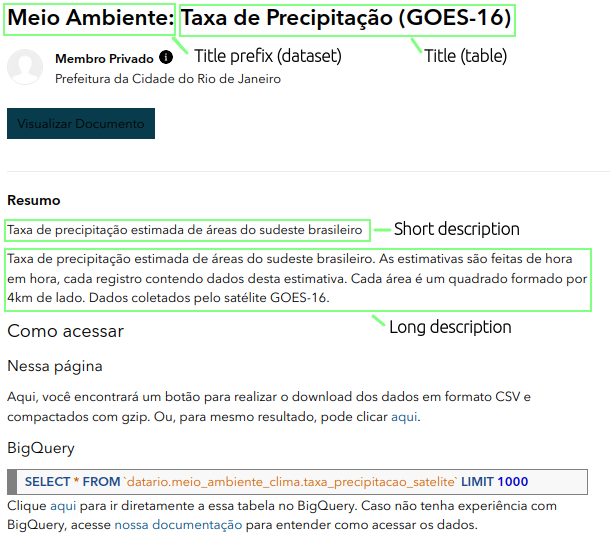 Meio Ambiente: Taxa de Precipitação (GOES-16)
Membro Privado
Title prefix (dataset)
Title (table)
Prefeitura da Cidade do Rio de Janeiro
Visualizar Documento
Resumo
Taxa de precipitação estimada de áreas do sudeste brasileiro
Short description
Taxa de precipitação estimada de áreas do sudeste brasileiro. As estimativas são feitas de hora
em hora, cada registro contendo dados desta estimativa. Cada área é um quadrado formado por
4km de lado. Dados coletados pelo satélite GOES-16.
Long description
Como acessar
Nessa página
Aqui, você encontrará um botão para realizar o download dos dados em formato CSV e
compactados com gzip. Ou, para mesmo resultado, pode clicar aqui.
BigQuery
SELECT * FROM `datario.meio_ambiente_clima.taxa_precipitacao_satelite` LIMIT 1000
Clique aqui para ir diretamente a essa tabela no BigQuery. Caso não tenha experiência com
BigQuery, acesse nossa documentação para entender como acessar os dados.